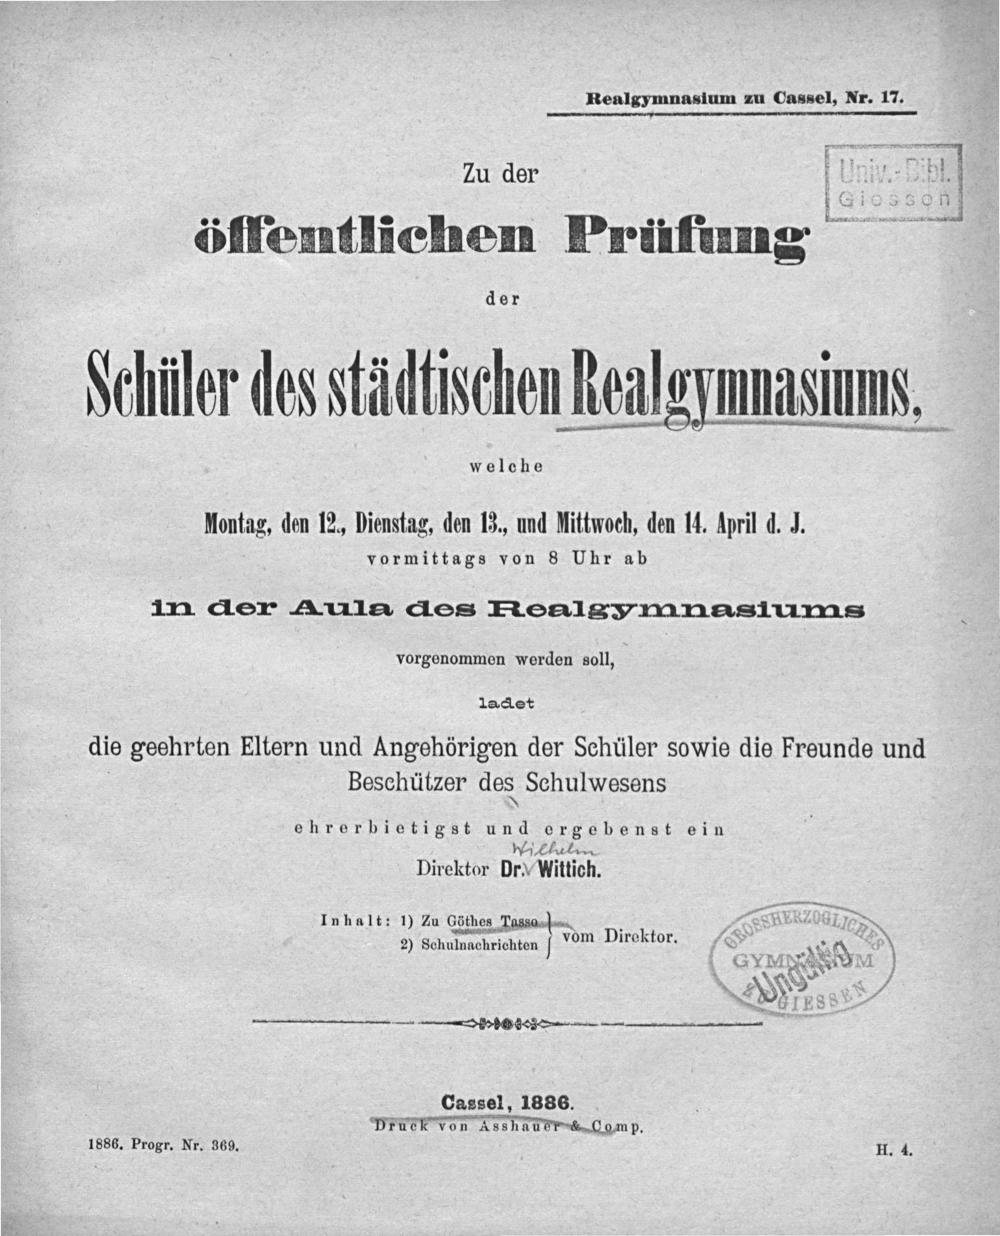 Realgymnasium zu Cassel, Nr. 17.
Univ.-Bibl.
Giessen
Zu der
öffentlichen Prüfung
der
Schüler des städtischen Realgymnasiums,
welche
Montag, den 12., Dienstag, den 13., und Mittwoch, den 14. April d. J.
vormittags von 8 Uhr ab
in der Aula des Realgymnasiums
vorgenommen werden soll,
ladet
die geehrten Eltern und Angehörigen der Schüler sowie die Freunde und
Beschützer des Schulwesens
ehrerbietigst und ergebenst ein
Wilhelm
Direktor Dr. Wittich.
Inhalt: 1) Zu Göthes Tasso
2) Schulnachrichten
vom Direktor.
GROSSHERZOGLICHES
GYMNASIUM
ZU GIESSEN
Ungültig
Cassel, 1886.
Druck von Asshauer & Comp.
1886. Progr. Nr. 369.
H. 4.